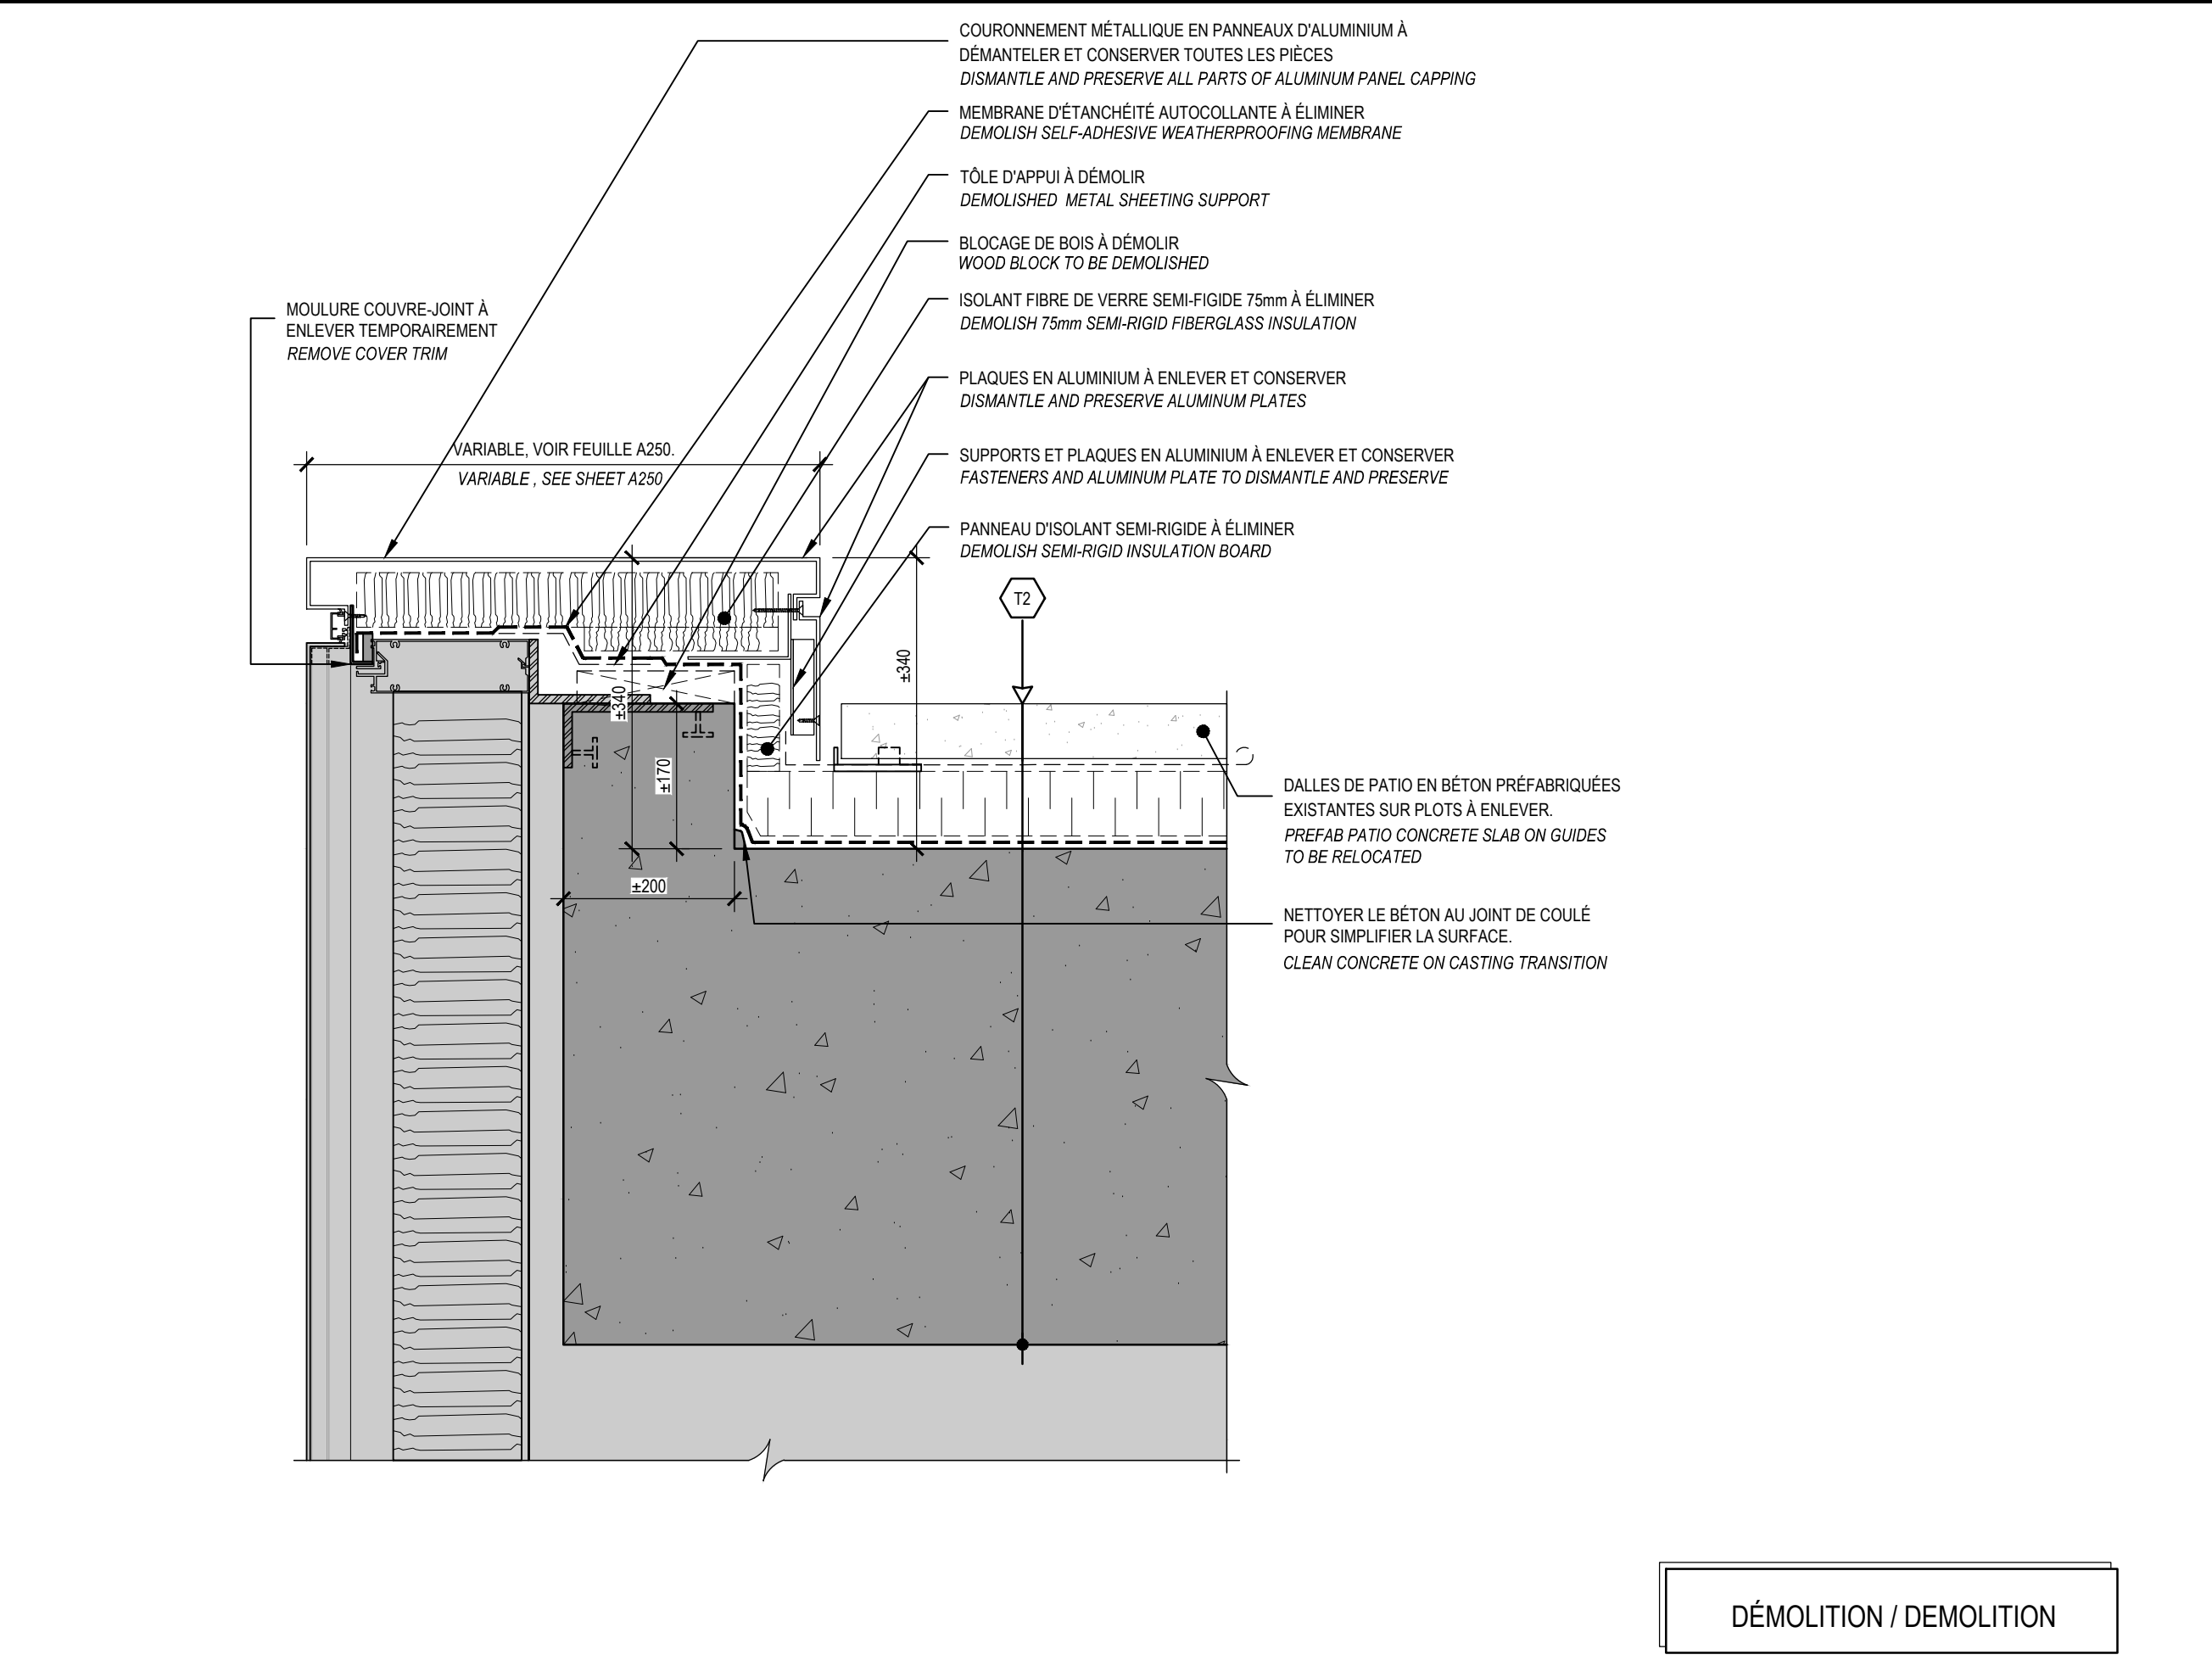 COURONNEMENT MÉTALLIQUE EN PANNEAUX D'ALUMINIUM À
DÉMANTELER ET CONSERVER TOUTES LES PIÈCES
DISMANTLE AND PRESERVE ALL PARTS OF ALUMINUM PANEL CAPPING
MEMBRANE D'ÉTANCHÉITÉ AUTOCOLLANTE À ÉLIMINER
DEMOLISH SELF-ADHESIVE WEATHERPROOFING MEMBRANE
TÔLE D'APPUI À DÉMOLIR
DEMOLISHED METAL SHEETING SUPPORT
BLOCAGE DE BOIS À DÉMOLIR
WOOD BLOCK TO BE DEMOLISHED
ISOLANT FIBRE DE VERRE SEMI-FIGIDE 75mm À ÉLIMINER
DEMOLISH 75mm SEMI-RIGID FIBERGLASS INSULATION
MOULURE COUVRE-JOINT À
ENLEVER TEMPORAIREMENT
REMOVE COVER TRIM
PLAQUES EN ALUMINIUM À ENLEVER ET CONSERVER
DISMANTLE AND PRESERVE ALUMINUM PLATES
VARIABLE, VOIR FEUILLE A250.
VARIABLE , SEE SHEET A250
SUPPORTS ET PLAQUES EN ALUMINIUM À ENLEVER ET CONSERVER
FASTENERS AND ALUMINUM PLATE TO DISMANTLE AND PRESERVE
PANNEAU D'ISOLANT SEMI-RIGIDE À ÉLIMINER
DEMOLISH SEMI-RIGID INSULATION BOARD
T2
±340
±340
±170
±200
DALLES DE PATIO EN BÉTON PRÉFABRIQUÉES
EXISTANTES SUR PLOTS À ENLEVER.
PREFAB PATIO CONCRETE SLAB ON GUIDES
TO BE RELOCATED
NETTOYER LE BÉTON AU JOINT DE COULÉ
POUR SIMPLIFIER LA SURFACE.
CLEAN CONCRETE ON CASTING TRANSITION
DÉMOLITION / DEMOLITION